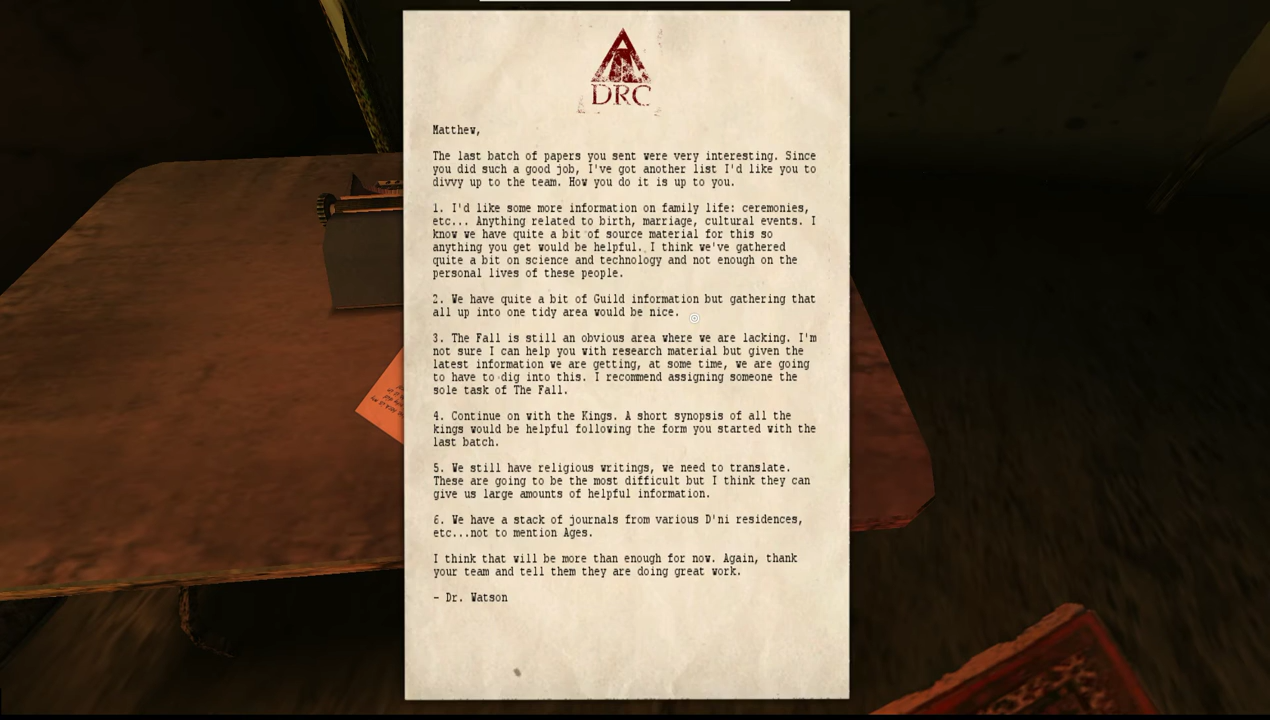 DRC
Matthew,
The last batch of papers you sent were very interesting. Since
you did such a good job, I've got another list I'd like you to
divvy up to the team. How you do it is up to you.
1. I'd like some more information on family life: ceremonies,
etc... Anything related to birth, marriage, cultural events. I
know we have quite a bit of source material for this so
anything you get would be helpful. I think we've gathered
quite a bit on science and technology and not enough on the
personal lives of these people.
2. We have quite a bit of Guild information but gathering that
all up into one tidy area would be nice.
3. The Fall is still an obvious area where we are lacking. I'm
not sure I can help you with research material but given the
latest information we are getting, at some time, we are going
to have to dig into this. I recommend assigning someone the
sole task of The Fall.
4. Continue on with the Kings. A short synopsis of all the
kings would be helpful following the form you started with the
last batch.
5. We still have religious writings, we need to translate.
These are going to be the most difficult but I think they can
give us large amounts of helpful information.
6. We have a stack of journals from various D'ni residences,
etc...not to mention Ages.
I think that will be more than enough for now. Again, thank
your team and tell them they are doing great work.
- Dr. Watson